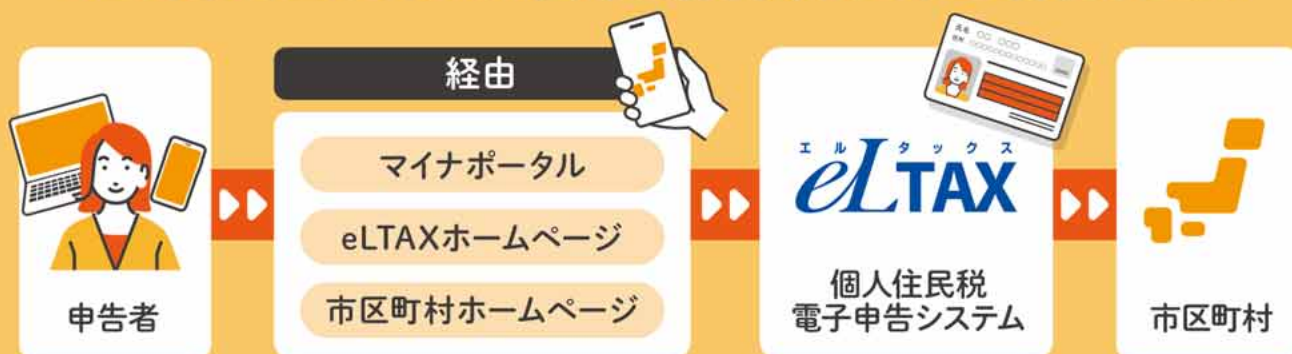 申告者
経由
マイナポータル
eLTAXホームページ
市区町村ホームページ
氏名
エルタックス
eLTAX
個人住民税
電子申告システム
市区町村